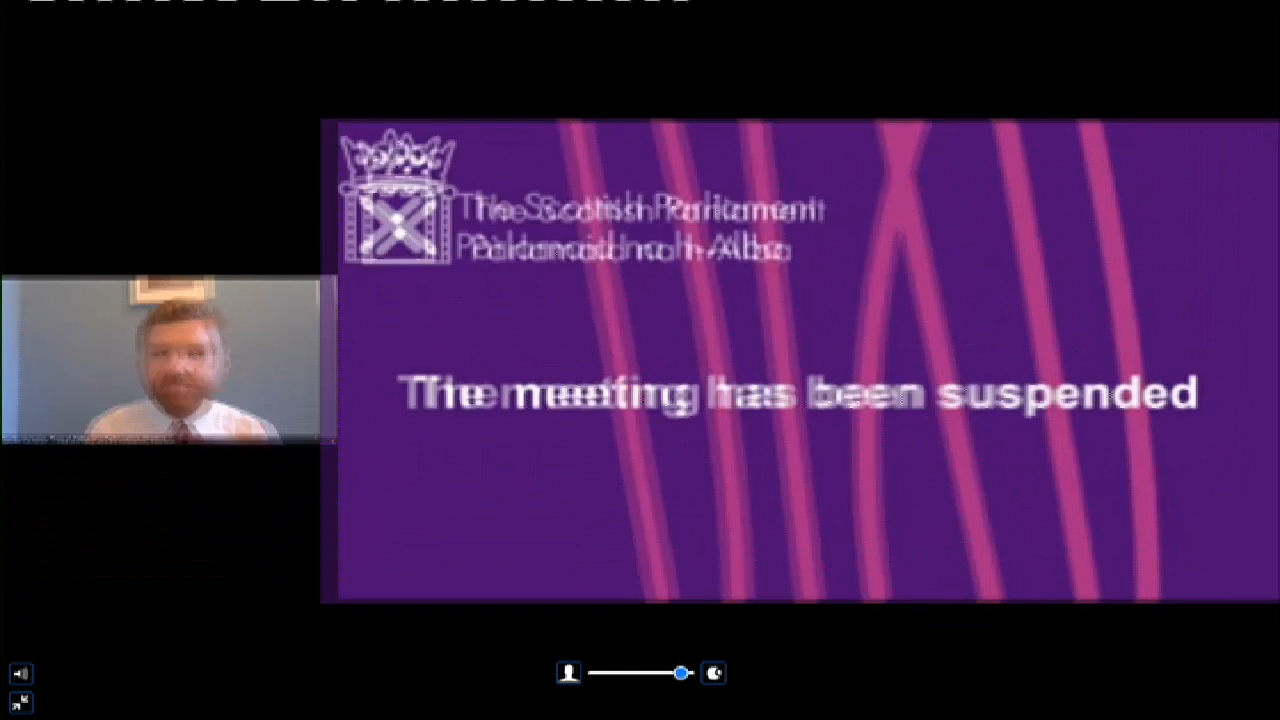 The Scottish Parliament
Pàrlamaid na h-Alba
The meeting has been suspended